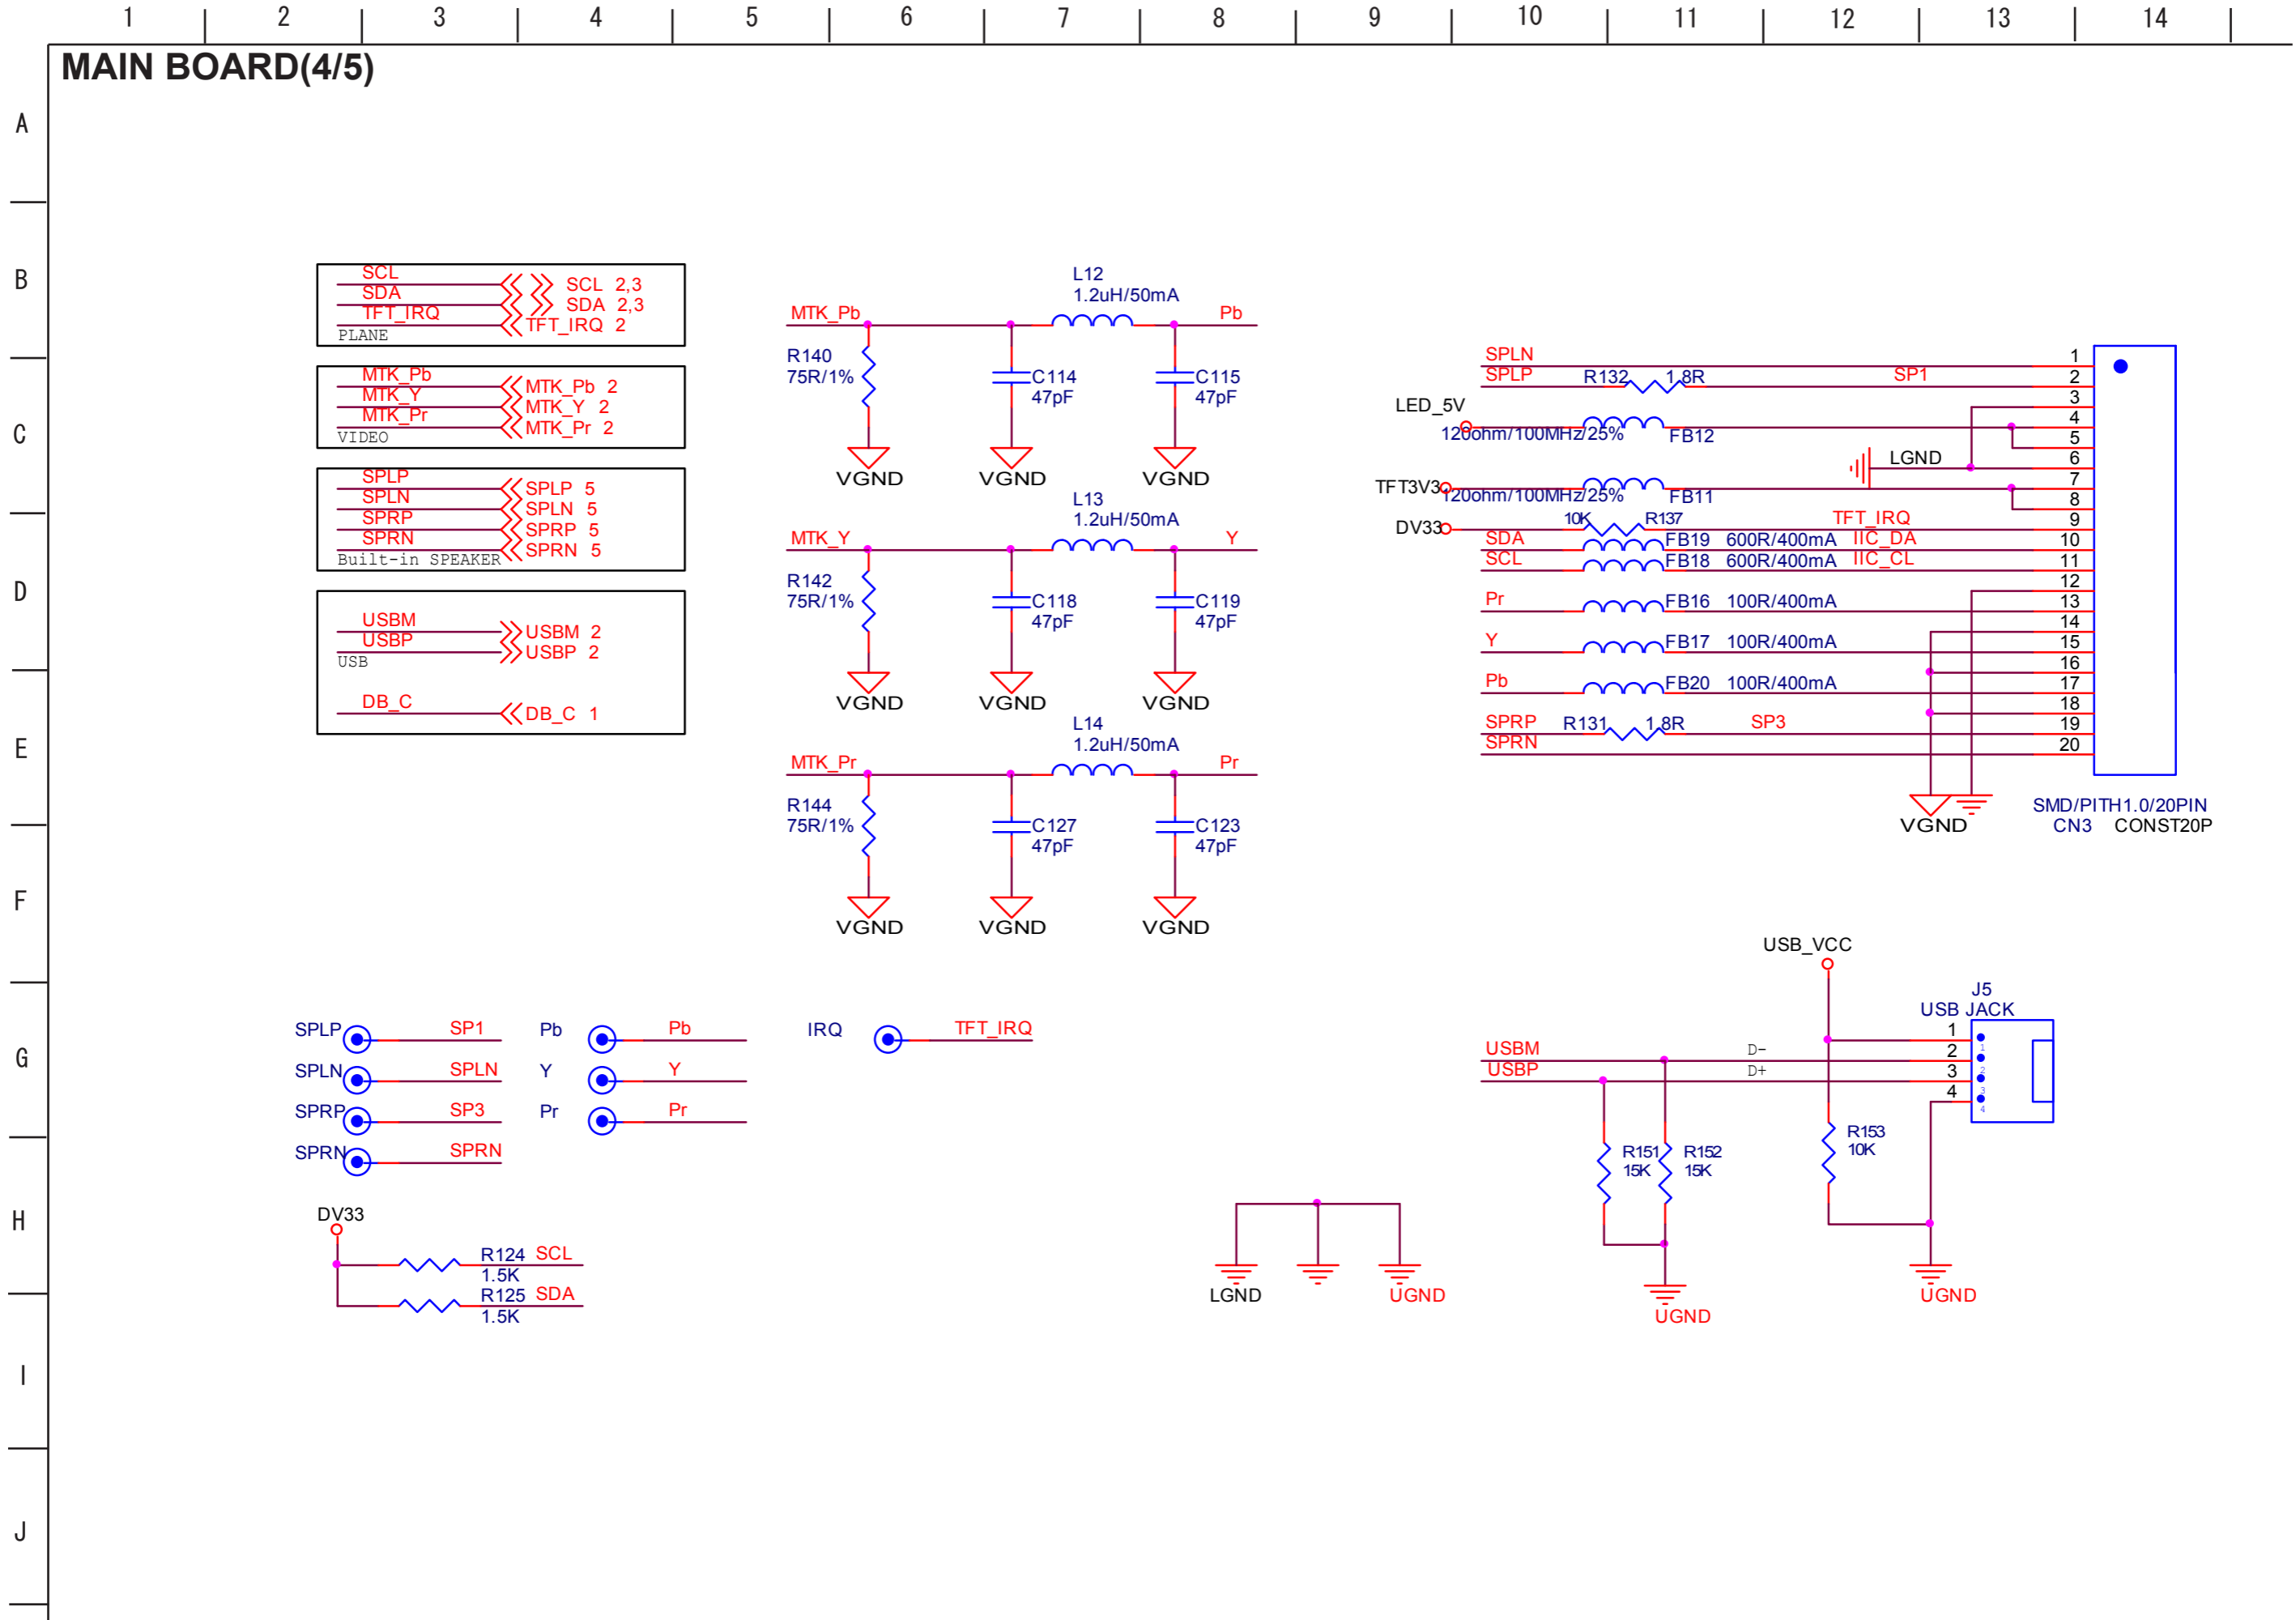 1 2 3 4 5 6 7 8 9 10 11 12 13 14
MAIN BOARD(4/5)
A
B
C
D
E
F
G
H
I
J
SCL SCL 2,3
SDA SDA 2,3
TFT_IRQ TFT_IRQ 2
PLANE
MTK_Pb MTK_Pb 2
MTK_Y MTK_Y 2
MTK_Pr MTK_Pr 2
VIDEO
SPLP SPLP 5
SPLN SPLN 5
SPRP SPRP 5
SPRN SPRN 5
Built-in SPEAKER
USBM USBM 2
USBP USBP 2
USB
DB_C DB_C 1
L12
1.2uH/50mA
MTK_Pb Pb
R140
75R/1%
C114
47pF
C115
47pF
VGND VGND VGND
L13
1.2uH/50mA
MTK_Y Y
R142
75R/1%
C118
47pF
C119
47pF
VGND VGND VGND
L14
1.2uH/50mA
MTK_Pr Pr
R144
75R/1%
C127
47pF
C123
47pF
VGND VGND VGND
SPLN 1
SPLP R132 1.8R SP1 2
3
LED_5V 120ohm/100MHz/25% FB12 4
5
LGND 6
TFT3V3 120ohm/100MHz/25% FB11 7
8
DV33 10K R137 TFT_IRQ 9
SDA FB19 600R/400mA IIC_DA 10
SCL FB18 600R/400mA IIC_CL 11
12
Pr FB16 100R/400mA 13
14
Y FB17 100R/400mA 15
16
Pb FB20 100R/400mA 17
18
SPRP R131 1.8R SP3 19
SPRN 20
VGND
SMD/PITH1.0/20PIN
CN3 CONST20P
SPLP SP1 Pb Pb IRQ TFT_IRQ
SPLN SPLN Y Y
SPRP SP3 Pr Pr
SPRN SPRN
DV33
R124 SCL
1.5K
R125 SDA
1.5K
LGND UGND
USB_VCC
J5
USB JACK
1
USBM D- 2
USBP D+ 3
4
1
2
3
4
R151
15K
R152
15K
R153
10K
UGND
UGND